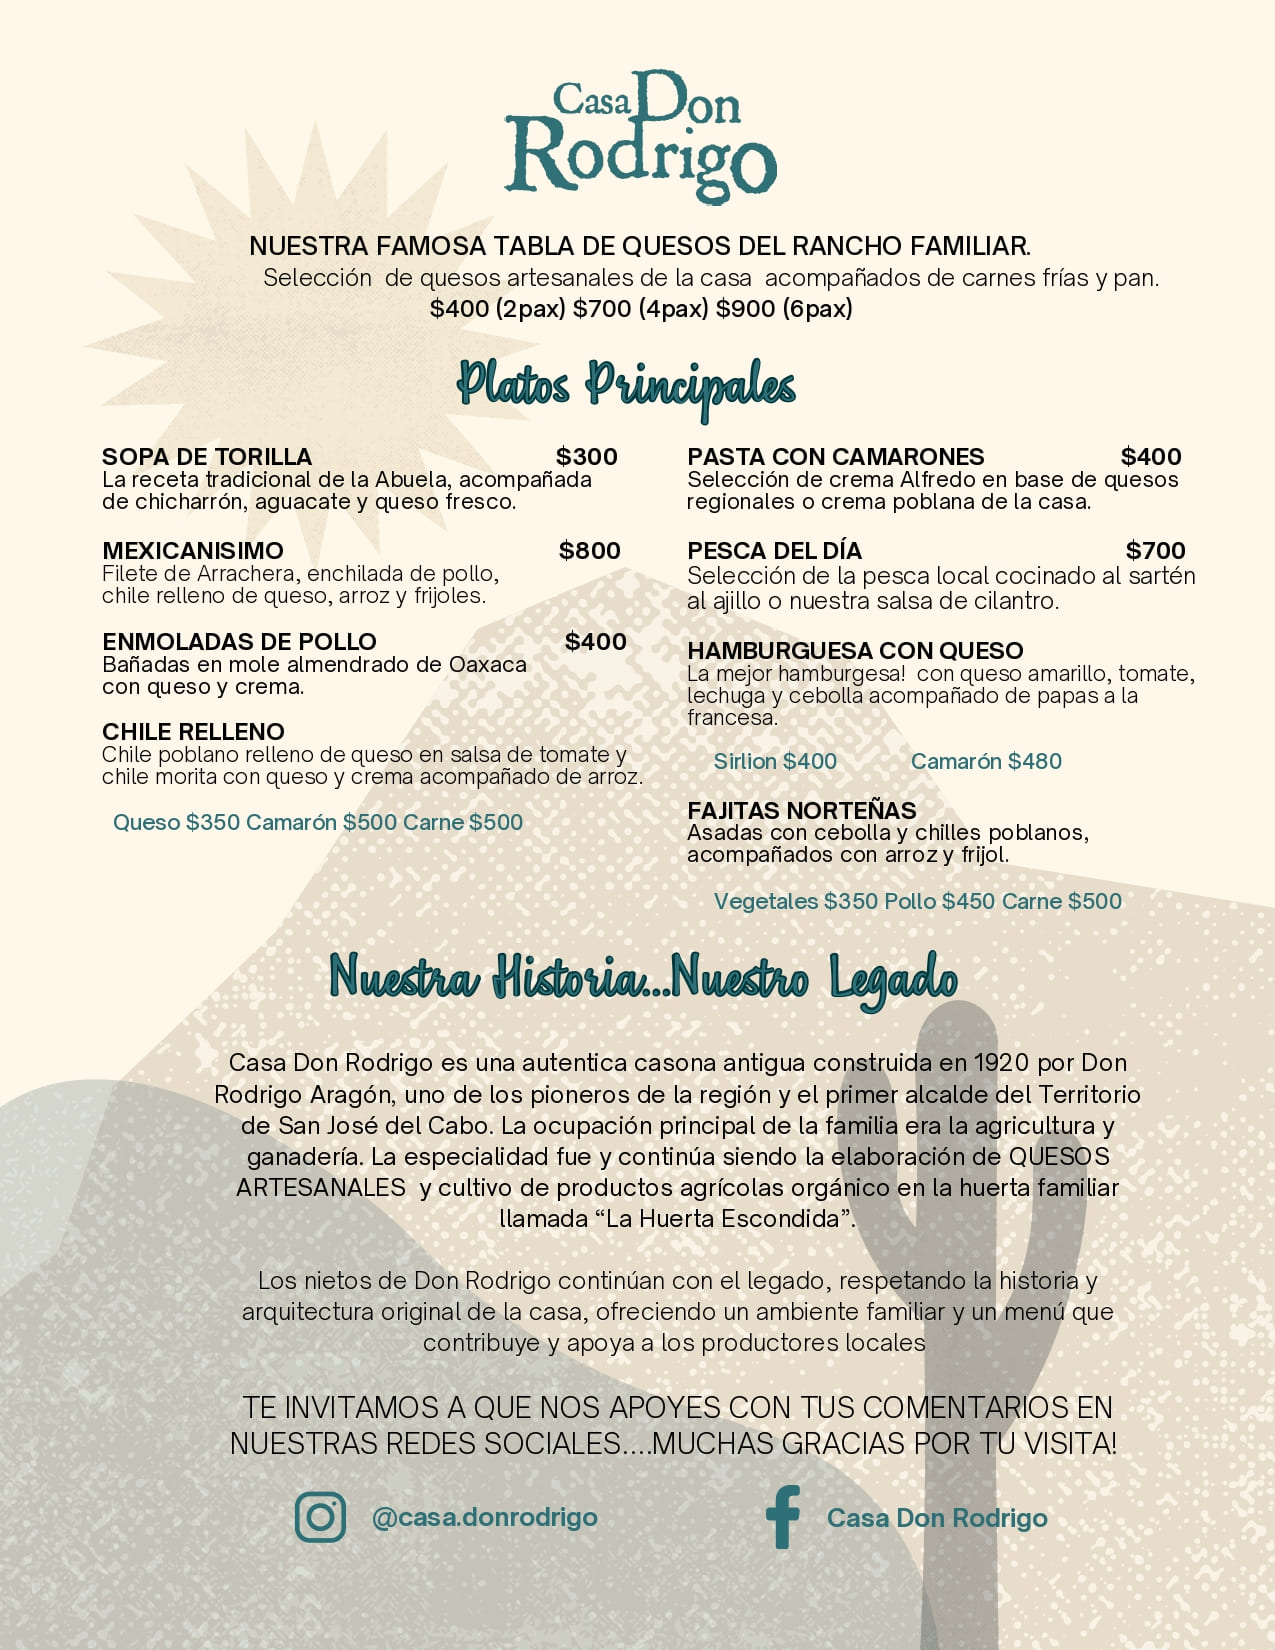 Casa Don
Rodrigo
NUESTRA FAMOSA TABLA DE QUESOS DEL RANCHO FAMILIAR.
Selección de quesos artesanales de la casa acompañados de carnes frías y pan.
$400 (2pax) $700 (4pax) $900 (6pax)
Platos Principales
SOPA DE TORILLA $300
La receta tradicional de la Abuela, acompañada
de chicharrón, aguacate y queso fresco.
MEXICANISIMO $800
Filete de Arrachera, enchilada de pollo,
chile relleno de queso, arroz y frijoles.
ENMOLADAS DE POLLO $400
Bañadas en mole almendrado de Oaxaca
con queso y crema.
CHILE RELLENO
Chile poblano relleno de queso en salsa de tomate y
chile morita con queso y crema acompañado de arroz.
Queso $350 Camarón $500 Carne $500
PASTA CON CAMARONES $400
Selección de crema Alfredo en base de quesos
regionales o crema poblana de la casa.
PESCA DEL DÍA $700
Selección de la pesca local cocinado al sartén
al ajillo o nuestra salsa de cilantro.
HAMBURGUESA CON QUESO
La mejor hamburgesa! con queso amarillo, tomate,
lechuga y cebolla acompañado de papas a la
francesa.
Sirlion $400 Camarón $480
FAJITAS NORTEÑAS
Asadas con cebolla y chilles poblanos,
acompañados con arroz y frijol.
Vegetales $350 Pollo $450 Carne $500
Nuestra Historia...Nuestro Legado
Casa Don Rodrigo es una autentica casona antigua construida en 1920 por Don
Rodrigo Aragón, uno de los pioneros de la región y el primer alcalde del Territorio
de San José del Cabo. La ocupación principal de la familia era la agricultura y
ganadería. La especialidad fue y continúa siendo la elaboración de QUESOS
ARTESANALES y cultivo de productos agrícolas orgánico en la huerta familiar
llamada “La Huerta Escondida”.
Los nietos de Don Rodrigo continúan con el legado, respetando la historia y
arquitectura original de la casa, ofreciendo un ambiente familiar y un menú que
contribuye y apoya a los productores locales
TE INVITAMOS A QUE NOS APOYES CON TUS COMENTARIOS EN
NUESTRAS REDES SOCIALES....MUCHAS GRACIAS POR TU VISITA!
@casa.donrodrigo
Casa Don Rodrigo